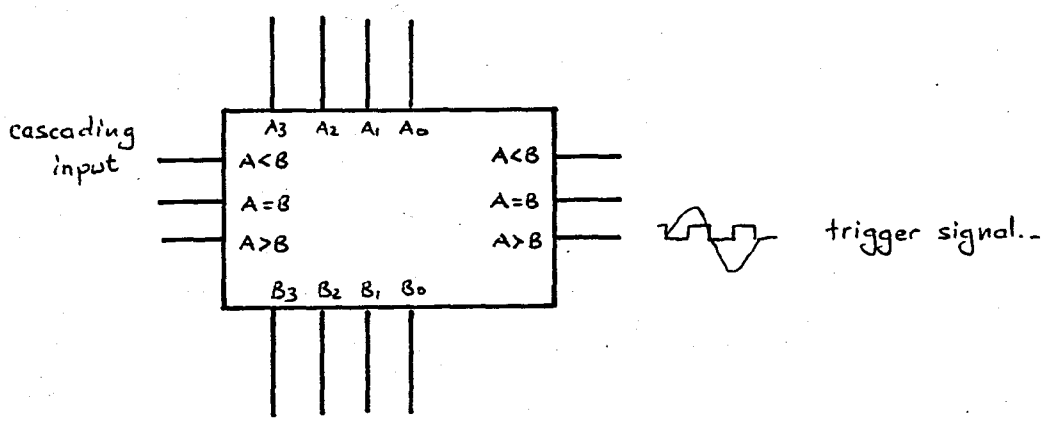 A3 A2 A1 A0
cascading
input
A<B
A=B
A>B
A<B
A=B
A>B
trigger signal..
B3 B2 B1 B0